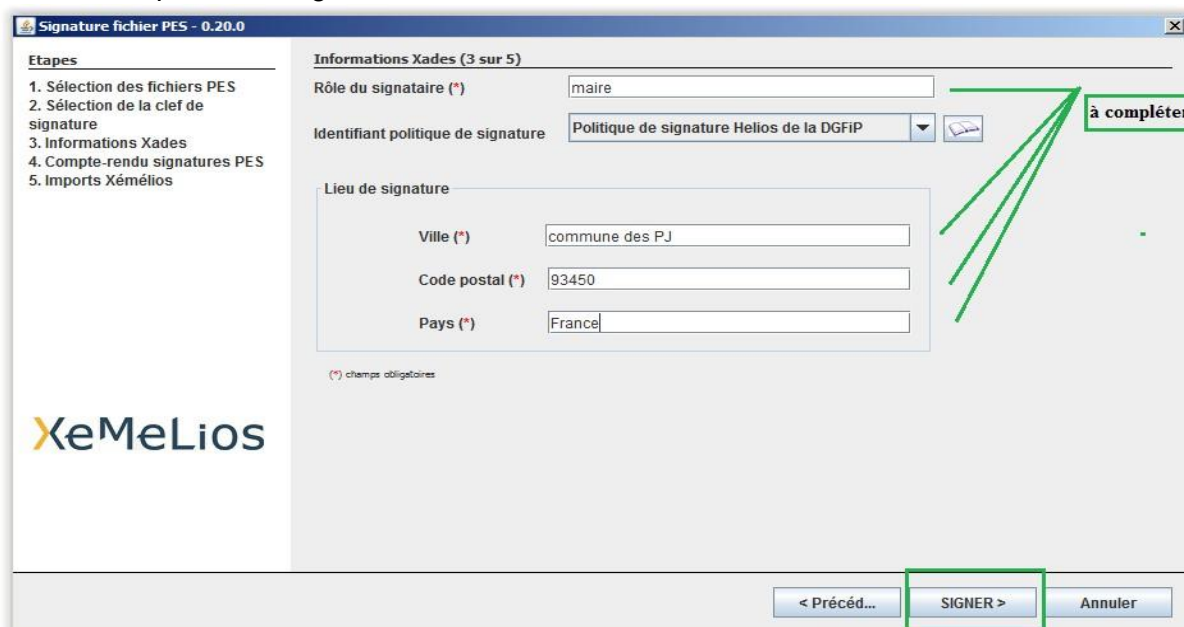 Signature fichier PES - 0.20.0
Etapes
1. Sélection des fichiers PES
2. Sélection de la clef de
signature
3. Informations Xades
4. Compte-rendu signatures PES
5. Imports Xémélios
XeMeLios
Informations Xades (3 sur 5)
Rôle du signataire (*) maire
à compléter
Identifiant politique de signature Politique de signature Helios de la DGFiP
Lieu de signature
Ville (*) commune des PJ
Code postal (*) 93450
Pays (*) France
(*) champs obligatoires
< Précéd... SIGNER > Annuler